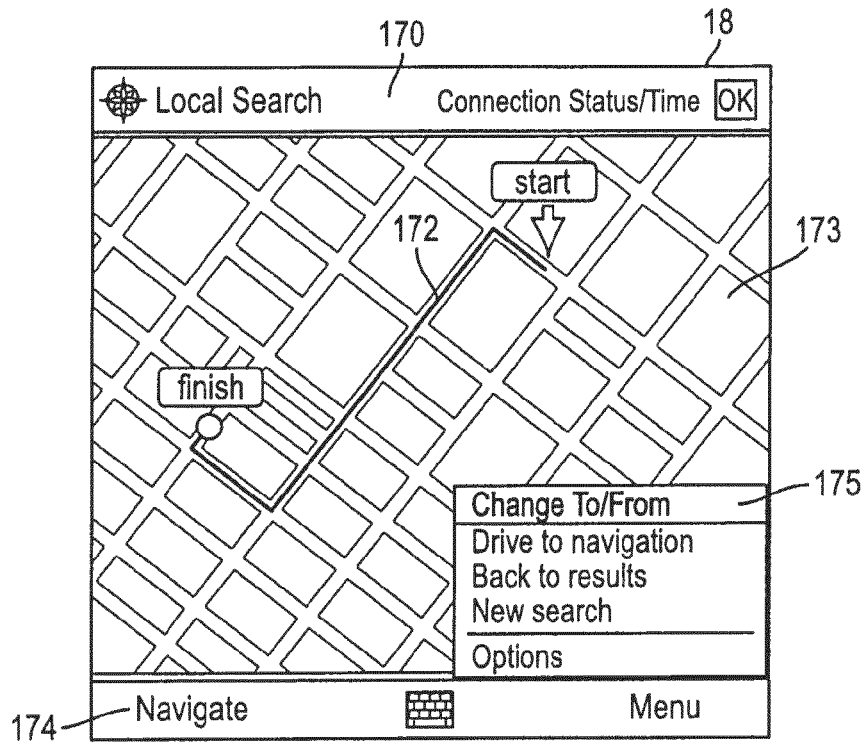 170
18
Local Search Connection Status/Time OK
start
172
173
finish
175
Change To/From
Drive to navigation
Back to results
New search
Options
174
Navigate Menu